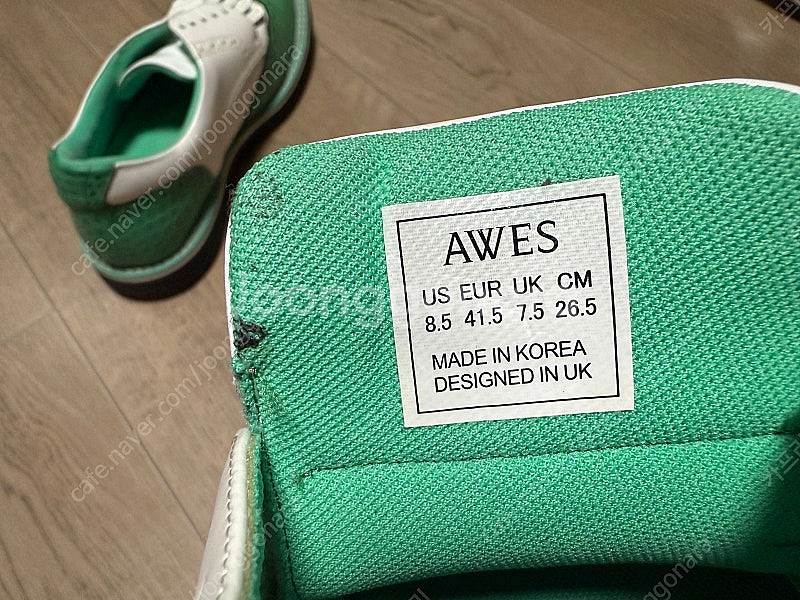 AWES
US EUR UK CM
8.5 41.5 7.5 26.5
MADE IN KOREA
DESIGNED IN UK
cafe.naver.com/joonggonara
cafe.naver.com/joonggonara
joonggonara